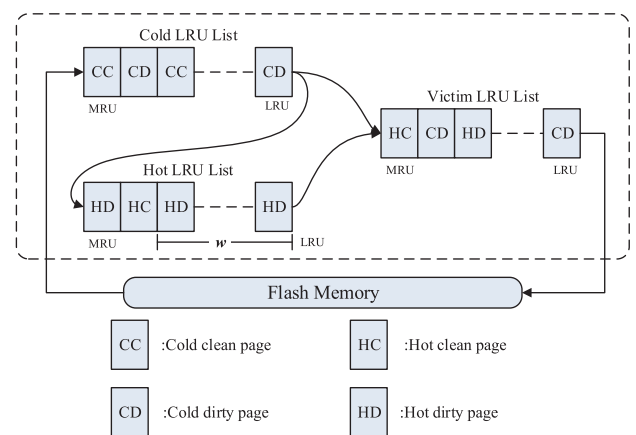 Cold LRU List
CC CD CC CD
MRU LRU
Victim LRU List
HC CD HD CD
MRU LRU
Hot LRU List
HD HC HD HD
MRU w LRU
Flash Memory
CC :Cold clean page HC :Hot clean page
CD :Cold dirty page HD :Hot dirty page